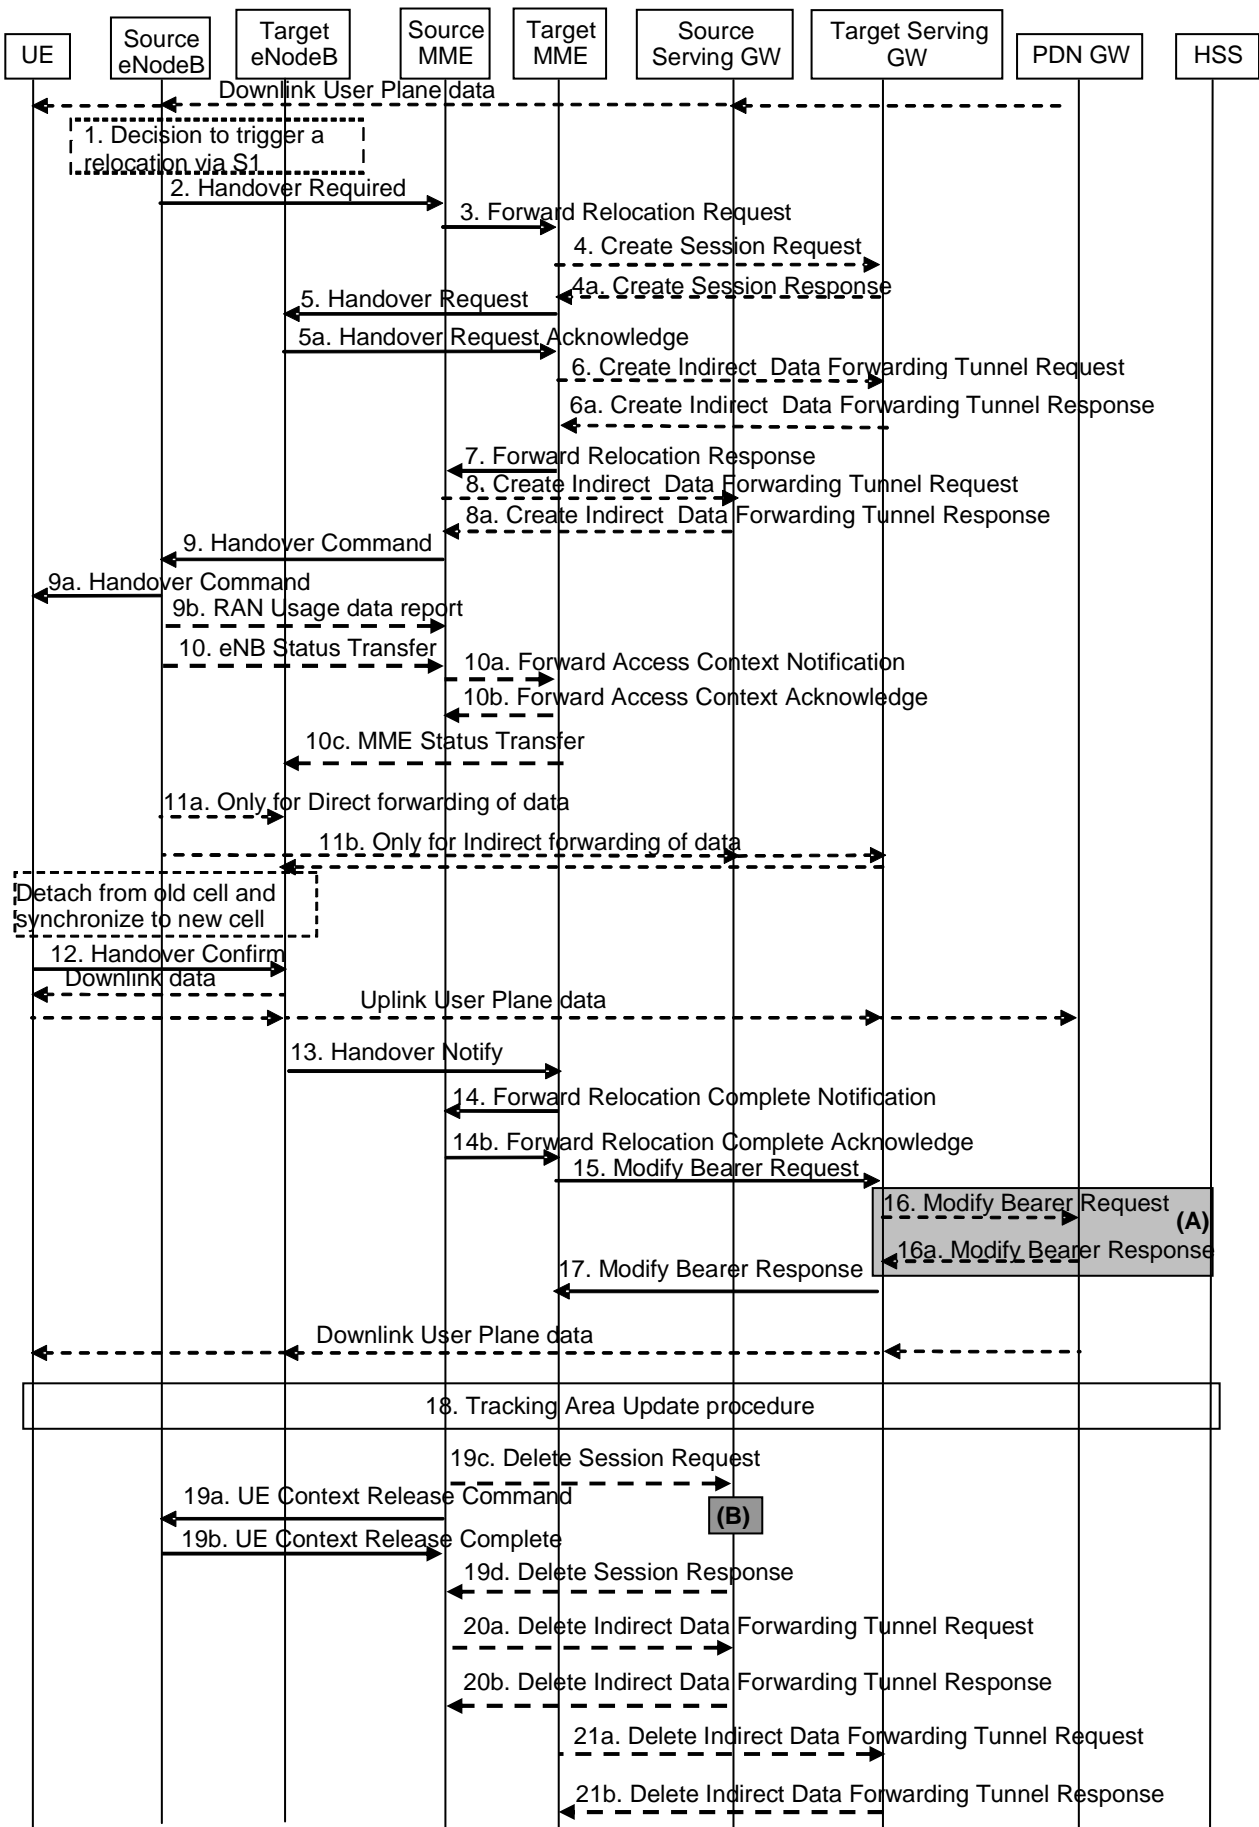 UE
Source
eNodeB
Target
eNodeB
Source
MME
Target
MME
Source
Serving GW
Target Serving
GW
PDN GW
HSS
Downlink User Plane data
1. Decision to trigger a
relocation via S1
2. Handover Required
3. Forward Relocation Request
4. Create Session Request
4a. Create Session Response
5. Handover Request
5a. Handover Request Acknowledge
6. Create Indirect Data Forwarding Tunnel Request
6a. Create Indirect Data Forwarding Tunnel Response
7. Forward Relocation Response
8. Create Indirect Data Forwarding Tunnel Request
8a. Create Indirect Data Forwarding Tunnel Response
9. Handover Command
9a. Handover Command
9b. RAN Usage data report
10. eNB Status Transfer
10a. Forward Access Context Notification
10b. Forward Access Context Acknowledge
10c. MME Status Transfer
11a. Only for Direct forwarding of data
11b. Only for Indirect forwarding of data
Detach from old cell and
synchronize to new cell
12. Handover Confirm
Downlink data
Uplink User Plane data
13. Handover Notify
14. Forward Relocation Complete Notification
14b. Forward Relocation Complete Acknowledge
15. Modify Bearer Request
16. Modify Bearer Request
(A)
16a. Modify Bearer Response
17. Modify Bearer Response
Downlink User Plane data
18. Tracking Area Update procedure
19c. Delete Session Request
19a. UE Context Release Command
(B)
19b. UE Context Release Complete
19d. Delete Session Response
20a. Delete Indirect Data Forwarding Tunnel Request
20b. Delete Indirect Data Forwarding Tunnel Response
21a. Delete Indirect Data Forwarding Tunnel Request
21b. Delete Indirect Data Forwarding Tunnel Response